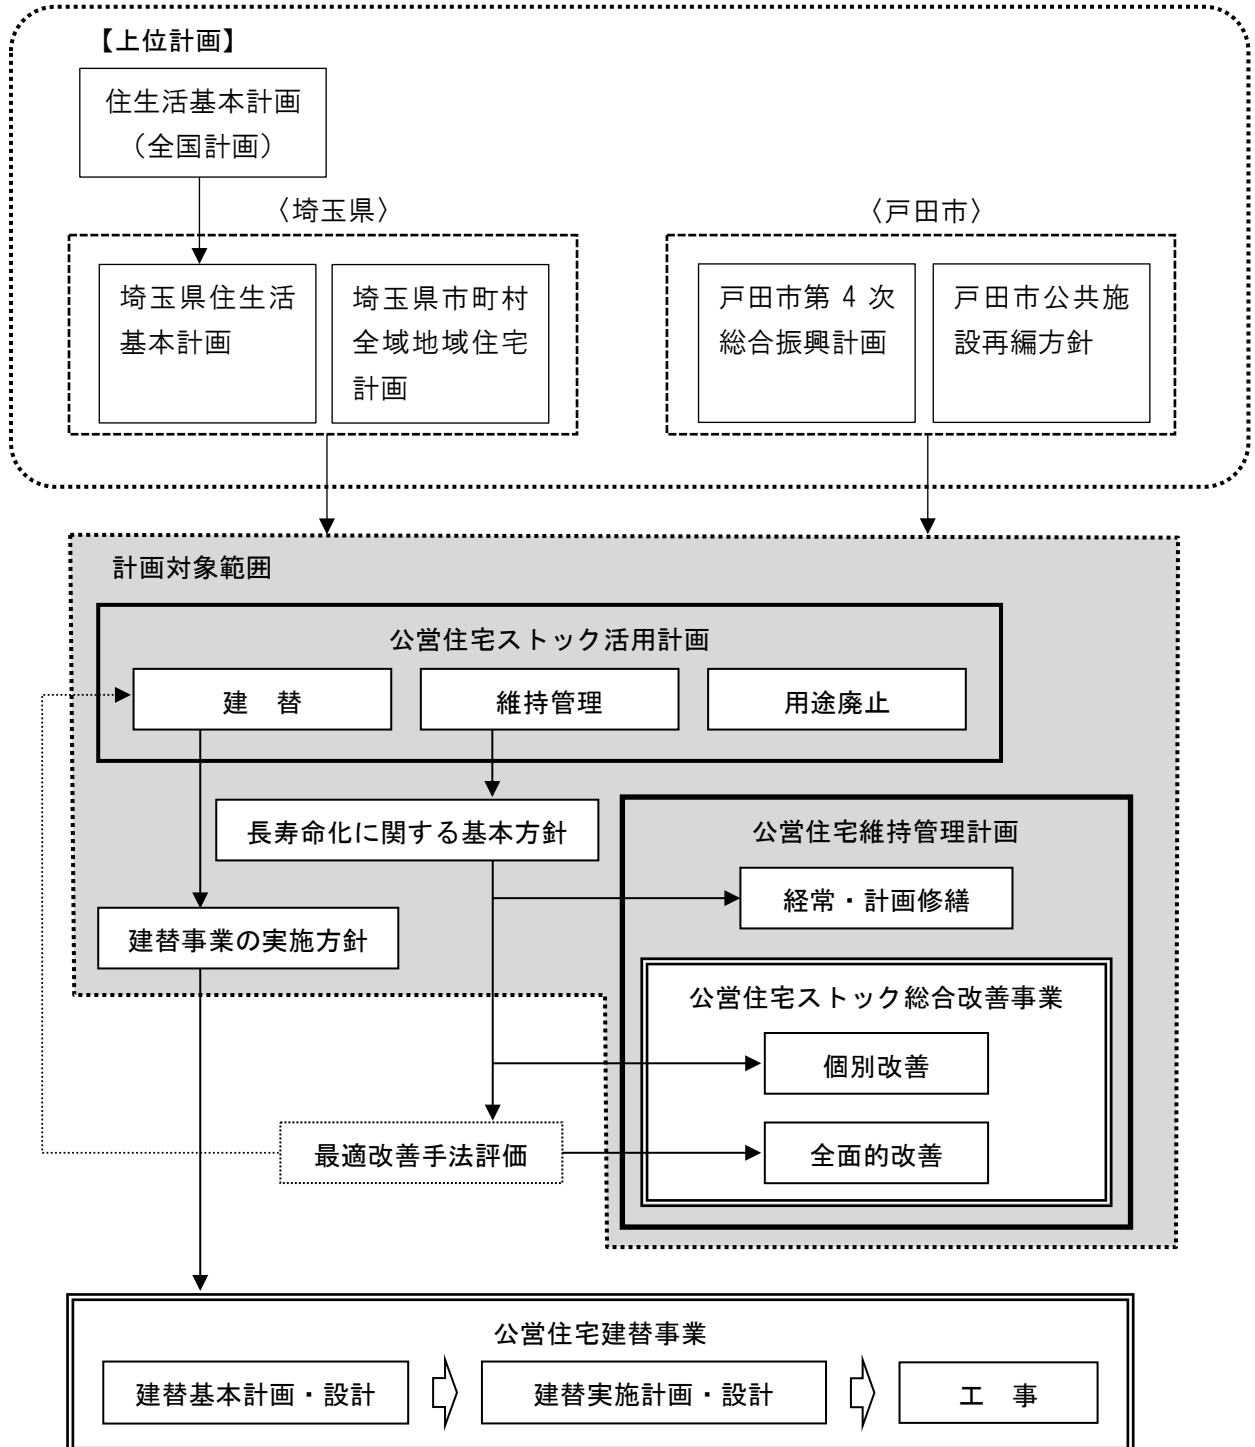 【上位計画】
住生活基本計画
（全国計画）
〈埼玉県〉
〈戸田市〉
埼玉県住生活
基本計画
埼玉県市町村
全域地域住宅
計画
戸田市第 4 次
総合振興計画
戸田市公共施
設再編方針
計画対象範囲
公営住宅ストック活用計画
建　替
維持管理
用途廃止
長寿命化に関する基本方針
公営住宅維持管理計画
経常・計画修繕
建替事業の実施方針
公営住宅ストック総合改善事業
個別改善
最適改善手法評価
全面的改善
公営住宅建替事業
建替基本計画・設計
建替実施計画・設計
工　事